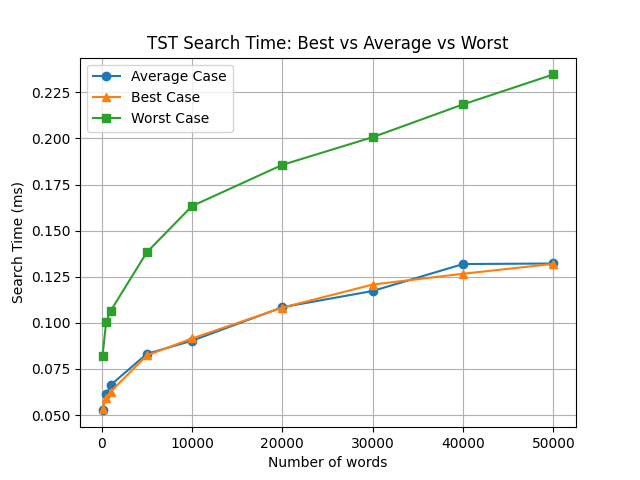 TST Search Time: Best vs Average vs Worst
Average Case
Best Case
Worst Case
Search Time (ms)
0.225
0.200
0.175
0.150
0.125
0.100
0.075
0.050
0
10000
20000
30000
40000
50000
Number of words